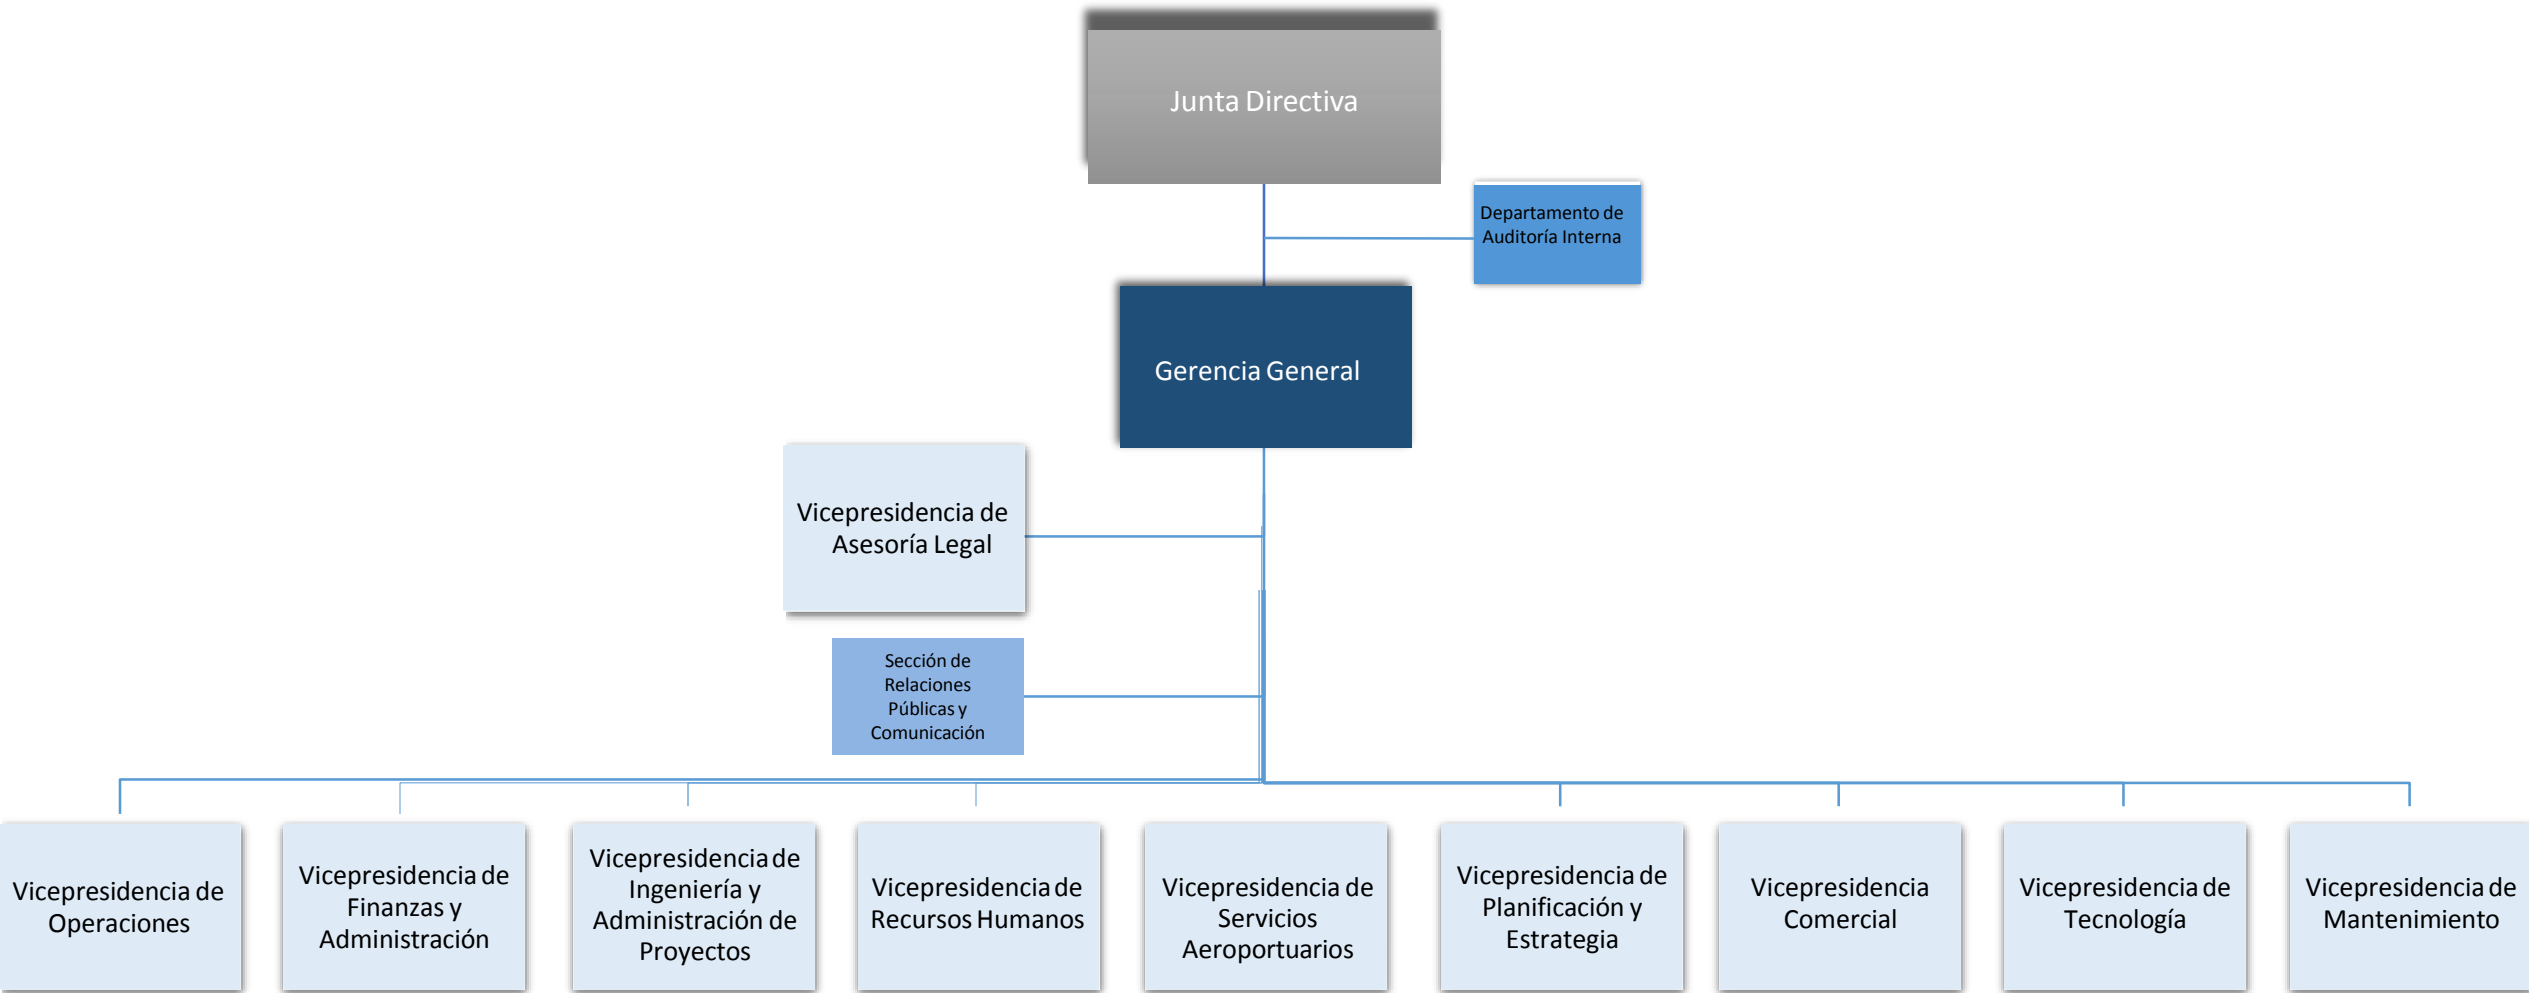 Junta Directiva
Departamento de
Auditoría Interna
Gerencia General
Vicepresidencia de
Asesoría Legal
Sección de
Relaciones
Públicas y
Comunicación
Vicepresidencia de
Operaciones
Vicepresidencia de
Finanzas y
Administración
Vicepresidencia de
Ingeniería y
Administración de
Proyectos
Vicepresidencia de
Recursos Humanos
Vicepresidencia de
Servicios
Aeroportuarios
Vicepresidencia de
Planificación y
Estrategia
Vicepresidencia
Comercial
Vicepresidencia de
Tecnología
Vicepresidencia de
Mantenimiento